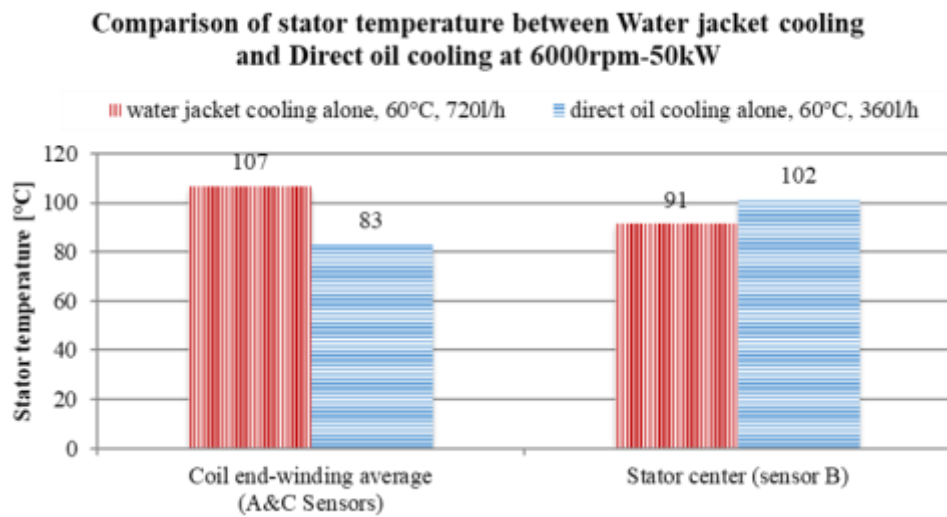 Comparison of stator temperature between Water jacket cooling
and Direct oil cooling at 6000rpm-50kW
water jacket cooling alone, 60°C, 720l/h
direct oil cooling alone, 60°C, 360l/h
Stator temperature [°C]
120
100
80
60
40
20
0
107
83
91
102
Coil end-winding average
(A&C Sensors)
Stator center (sensor B)